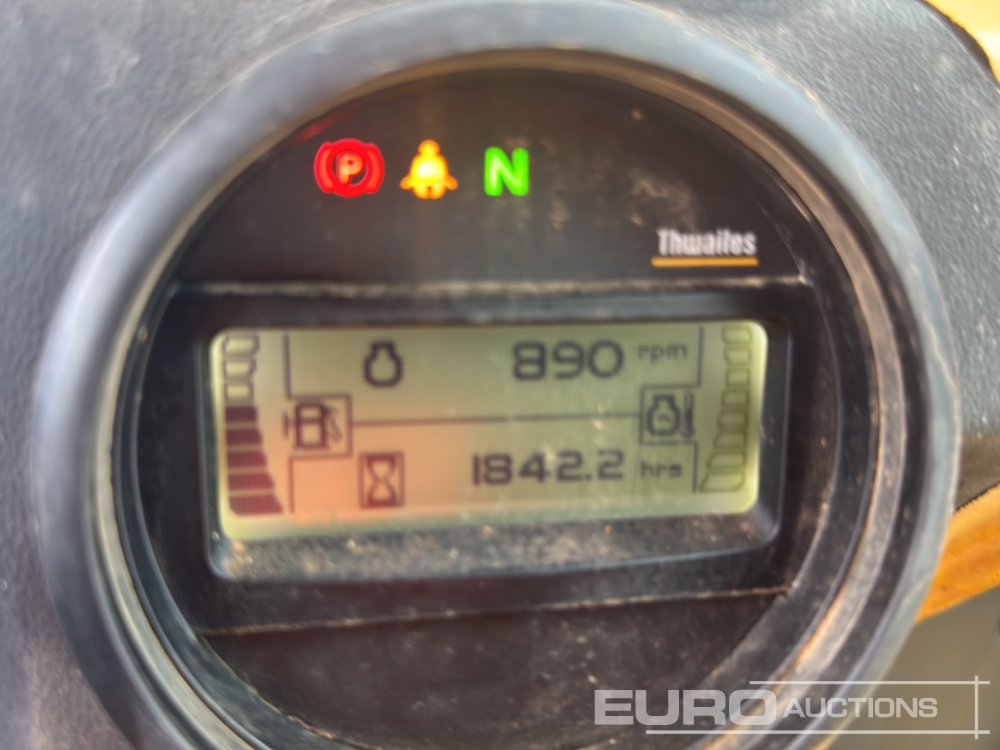 P N
Thwaites
890 rpm
1842.2 hrs
EURO AUCTIONS